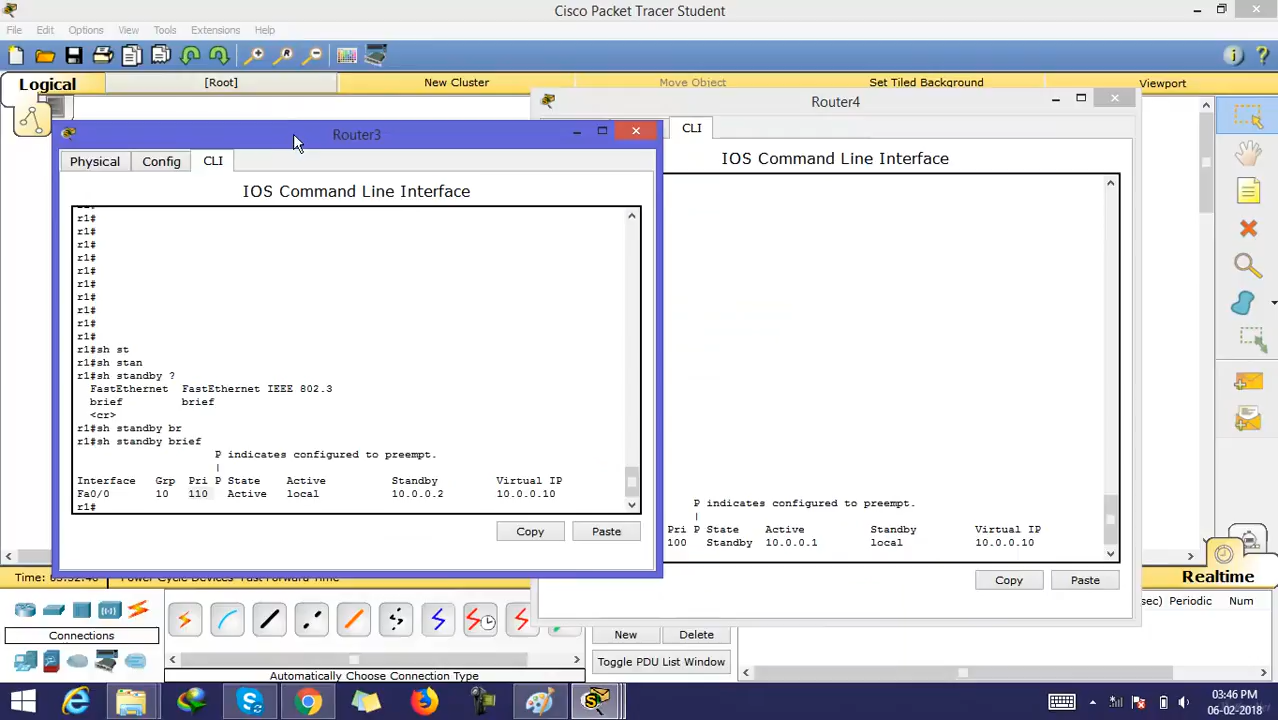 Cisco Packet Tracer Student
File Edit Options View Tools Extensions Help
Logical [Root] New Cluster Move Object Set Tiled Background Viewport
Router4
CLI
IOS Command Line Interface
P indicates configured to preempt.
|
Pri P State Active Standby Virtual IP
100 Standby 10.0.0.1 local 10.0.0.10
Copy Paste
Router3
Physical Config CLI
IOS Command Line Interface
r1#
r1#
r1#
r1#
r1#
r1#
r1#
r1#
r1#
r1#
r1#sh st
r1#sh stan
r1#sh standby ?
FastEthernet FastEthernet IEEE 802.3
brief brief
<cr>
r1#sh standby br
r1#sh standby brief
P indicates configured to preempt.
|
Interface Grp Pri P State Active Standby Virtual IP
Fa0/0 10 110 Active local 10.0.0.2 10.0.0.10
r1#
Copy Paste
Realtime
Connections
Automatically Choose Connection Type
New Delete
Toggle PDU List Window
sec) Periodic Num
03:46 PM
06-02-2018